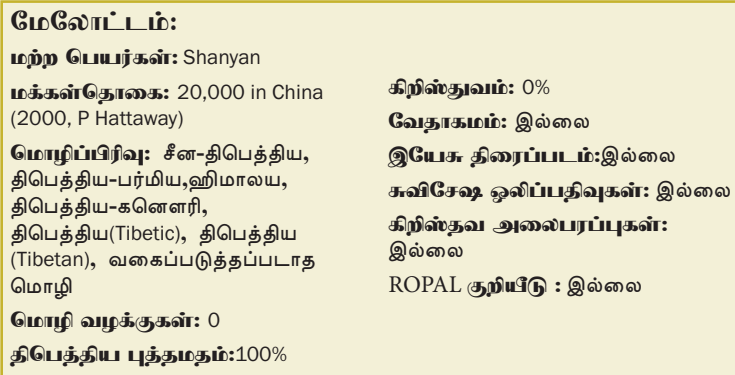 மேலோட்டம்:
மற்ற பெயர்கள்: Shanyan
மக்கள்தொகை: 20,000 in China
(2000, P Hattaway)
மொழிப்பிரிவு: சீன-திபெத்திய,
திபெத்திய-பர்மிய,ஹிமாலய,
திபெத்திய-கனௌரி,
திபெத்திய(Tibetic), திபெத்திய
(Tibetan), வகைப்படுத்தப்படாத
மொழி
மொழி வழக்குகள்: 0
திபெத்திய புத்தமதம்:100%
கிறிஸ்துவம்: 0%
வேதாகமம்: இல்லை
இயேசு திரைப்படம்:இல்லை
சுவிசேஷ ஒலிப்பதிவுகள்: இல்லை
கிறிஸ்தவ அலைபரப்புகள்:
இல்லை
ROPAL குறியீடு : இல்லை